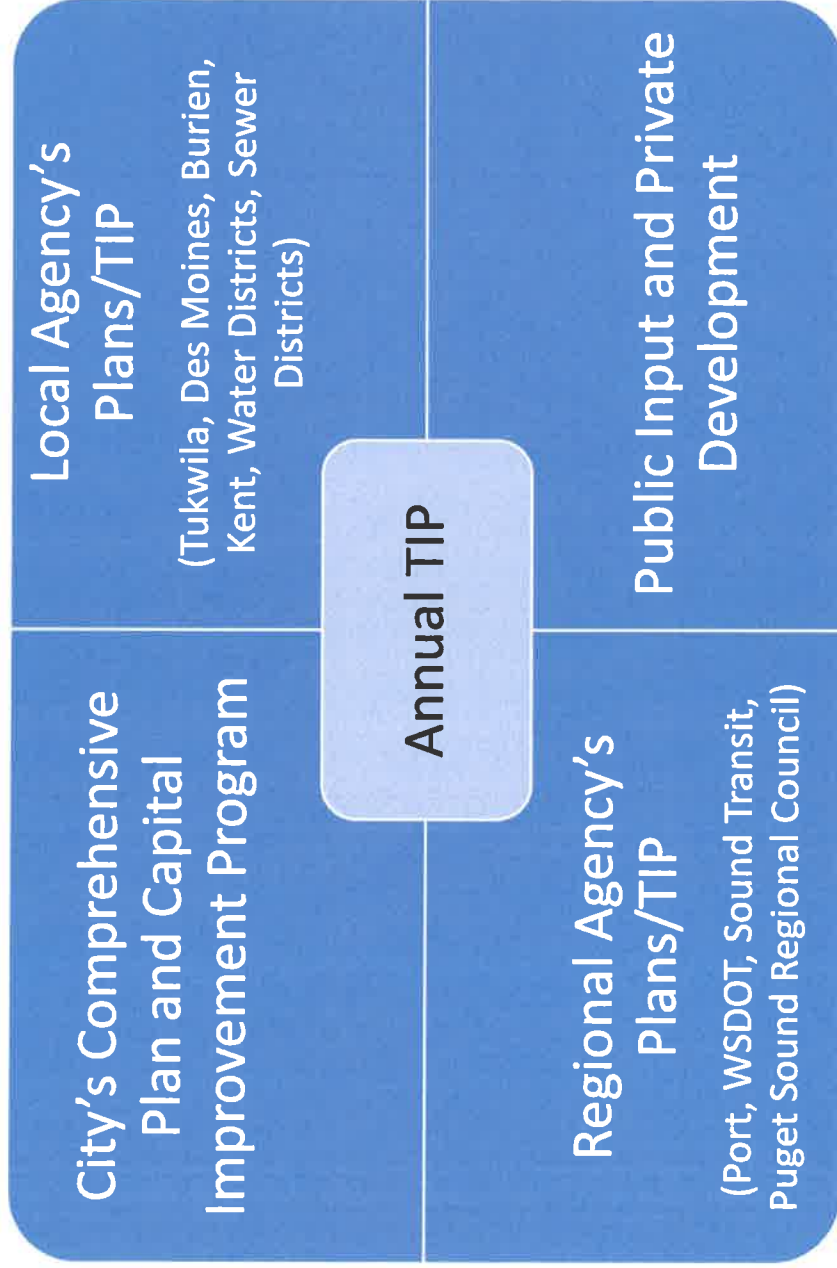 City's Comprehensive
Plan and Capital
Improvement Program
Local Agency's
Plans/TIP
(Tukwila, Des Moines, Burien,
Kent, Water Districts, Sewer
Districts)
Annual TIP
Regional Agency's
Plans/TIP
(Port, WSDOT, Sound Transit,
Puget Sound Regional Council)
Public Input and Private
Development